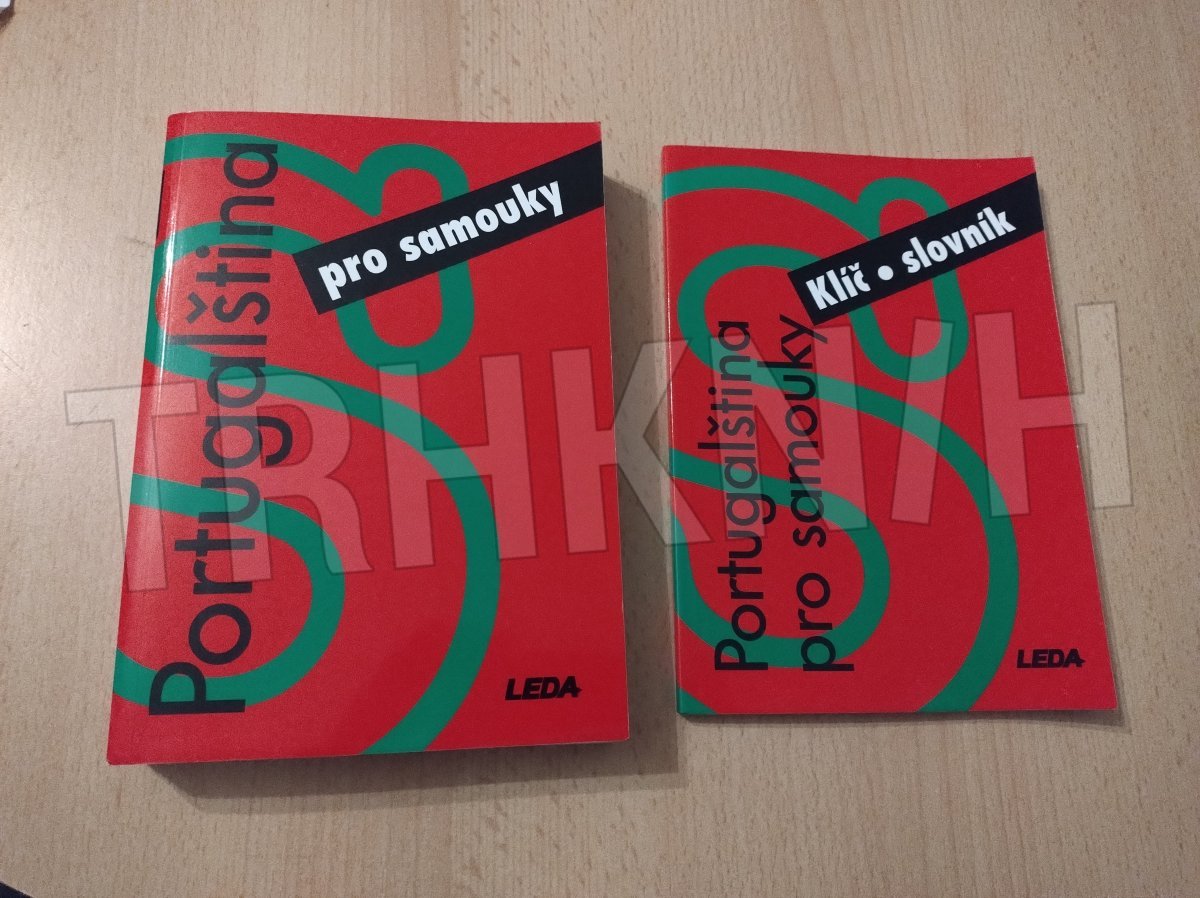 Portugalština
pro samouky
LEDA
Klíč • slovník
Portugalština
pro samouky
LEDA
TRHKNIH